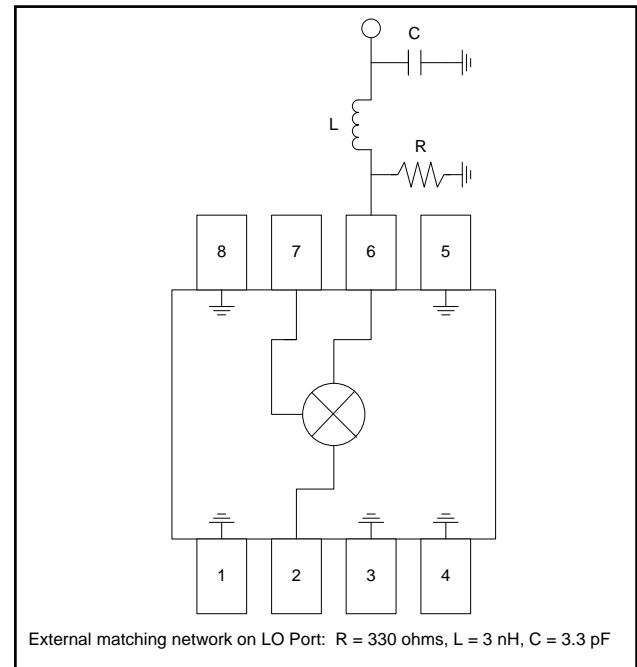 C
L
R
8 7 6 5
1 2 3 4
External matching network on LO Port: R = 330 ohms, L = 3 nH, C = 3.3 pF